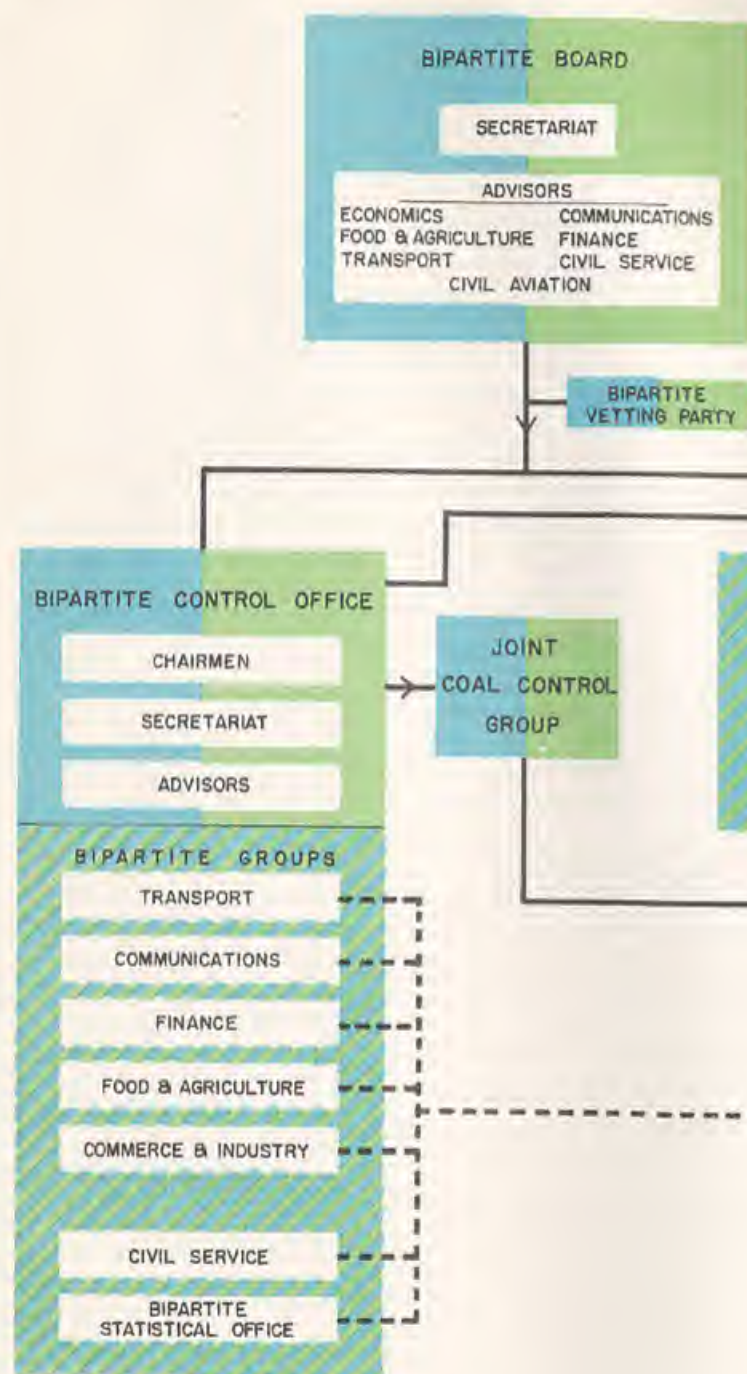 BIPARTITE BOARD
SECRETARIAT
ADVISORS
ECONOMICS COMMUNICATIONS
FOOD & AGRICULTURE FINANCE
TRANSPORT CIVIL SERVICE
CIVIL AVIATION
BIPARTITE
VETTING PARTY
BIPARTITE CONTROL OFFICE
CHAIRMEN
SECRETARIAT
ADVISORS
JOINT
COAL CONTROL
GROUP
BIPARTITE GROUPS
TRANSPORT
COMMUNICATIONS
FINANCE
FOOD & AGRICULTURE
COMMERCE & INDUSTRY
CIVIL SERVICE
BIPARTITE
STATISTICAL OFFICE